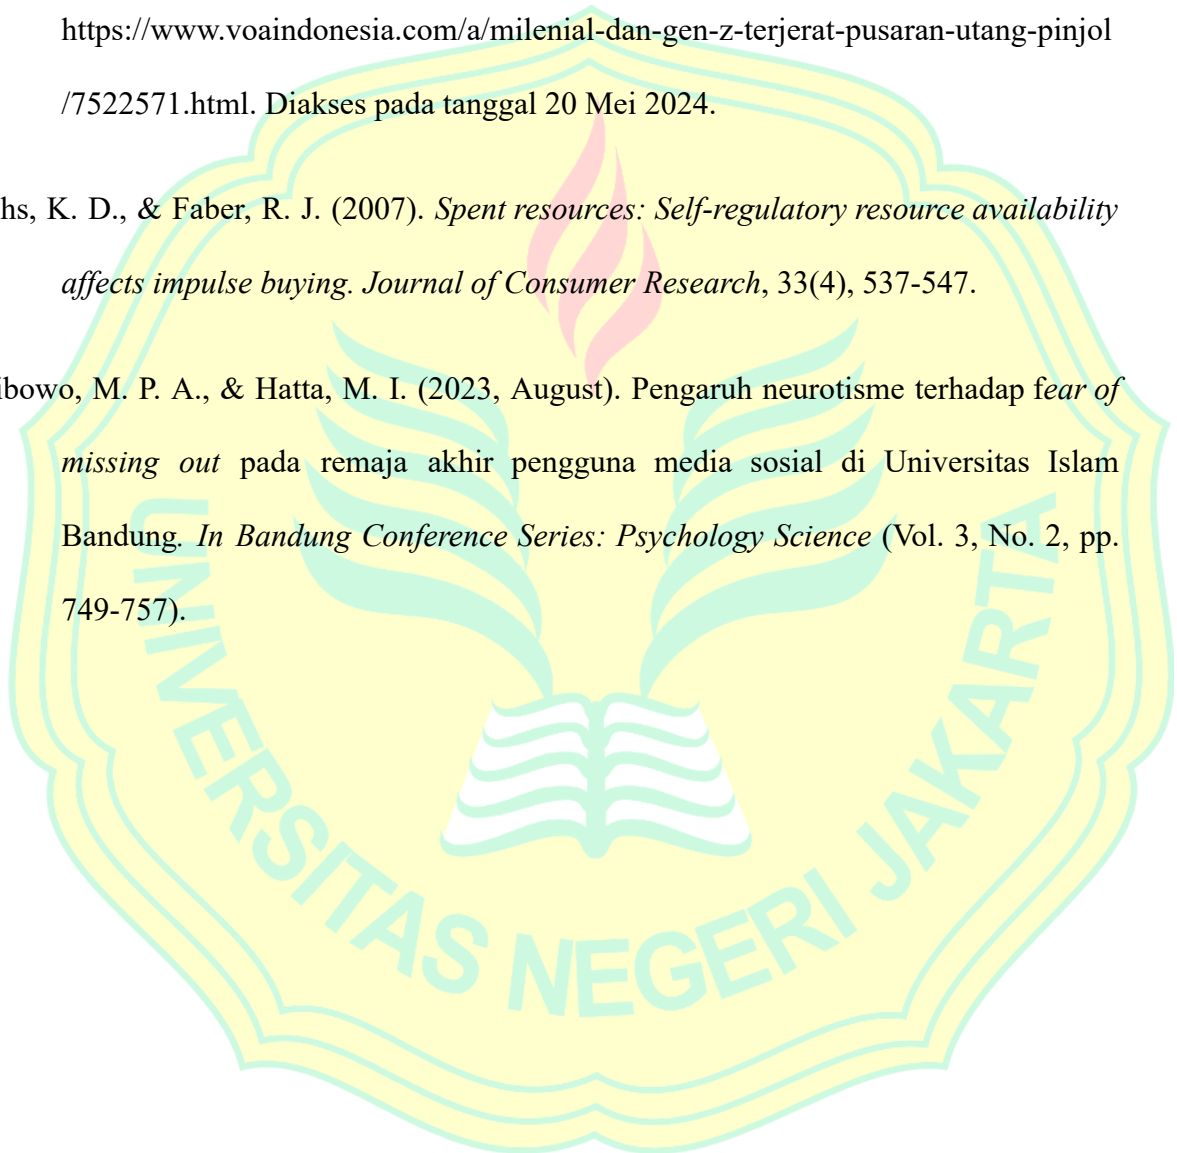 https://www.voaindonesia.com/a/milenial-dan-gen-z-terjerat-pusaran-utang-pinjol
/7522571.html. Diakses pada tanggal 20 Mei 2024.
hs, K. D., & Faber, R. J. (2007). Spent resources: Self-regulatory resource availability
affects impulse buying. Journal of Consumer Research, 33(4), 537-547.
ibowo, M. P. A., & Hatta, M. I. (2023, August). Pengaruh neurotisme terhadap fear of
missing out pada remaja akhir pengguna media sosial di Universitas Islam
Bandung. In Bandung Conference Series: Psychology Science (Vol. 3, No. 2, pp.
749-757).
UNIVERSITAS NEGERI JAKARTA